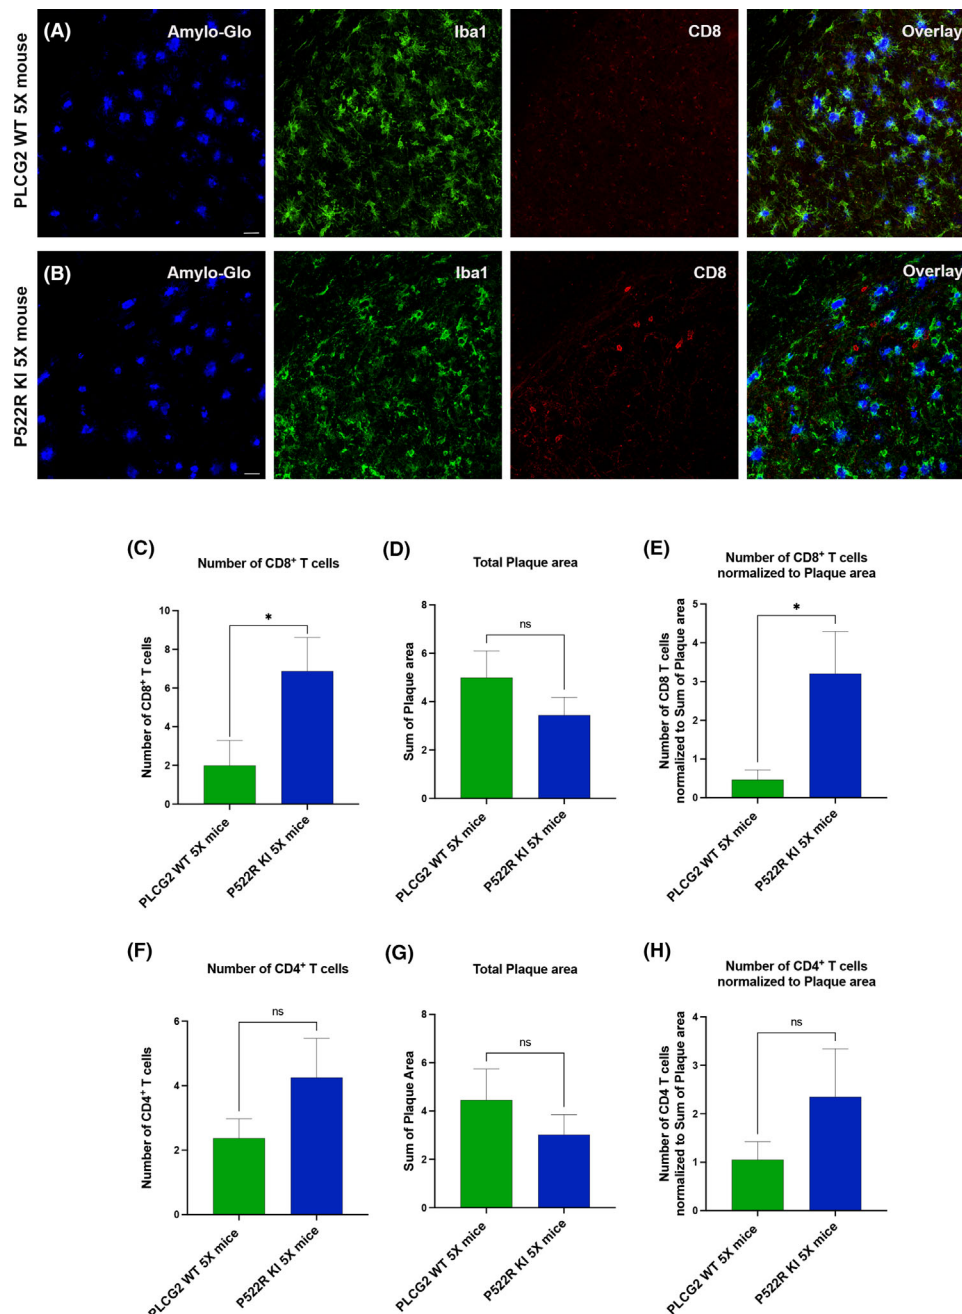 (A)
Amylo-Glo
Iba1
CD8
Overlay
PLCG2 WT 5X mouse
(B)
Amylo-Glo
Iba1
CD8
Overlay
P522R KI 5X mouse
(C)
Number of CD8⁺ T cells
*
Number of CD8⁺ T cells
10
8
6
4
2
0
PLCG2 WT 5X mice
P522R KI 5X mice
(D)
Total Plaque area
ns
Sum of Plaque area
8
6
4
2
0
PLCG2 WT 5X mice
P522R KI 5X mice
(E)
Number of CD8⁺ T cells
normalized to Plaque area
*
Number of CD8 T cells
normalized to Sum of Plaque area
5
4
3
2
1
0
PLCG2 WT 5X mice
P522R KI 5X mice
(F)
Number of CD4⁺ T cells
ns
Number of CD4⁺ T cells
6
4
2
0
PLCG2 WT 5X mice
P522R KI 5X mice
(G)
Total Plaque area
ns
Sum of Plaque Area
8
6
4
2
0
PLCG2 WT 5X mice
P522R KI 5X mice
(H)
Number of CD4⁺ T cells
normalized to Plaque area
ns
Number of CD4 T cells
normalized to Sum of Plaque area
4
3
2
1
0
PLCG2 WT 5X mice
P522R KI 5X mice